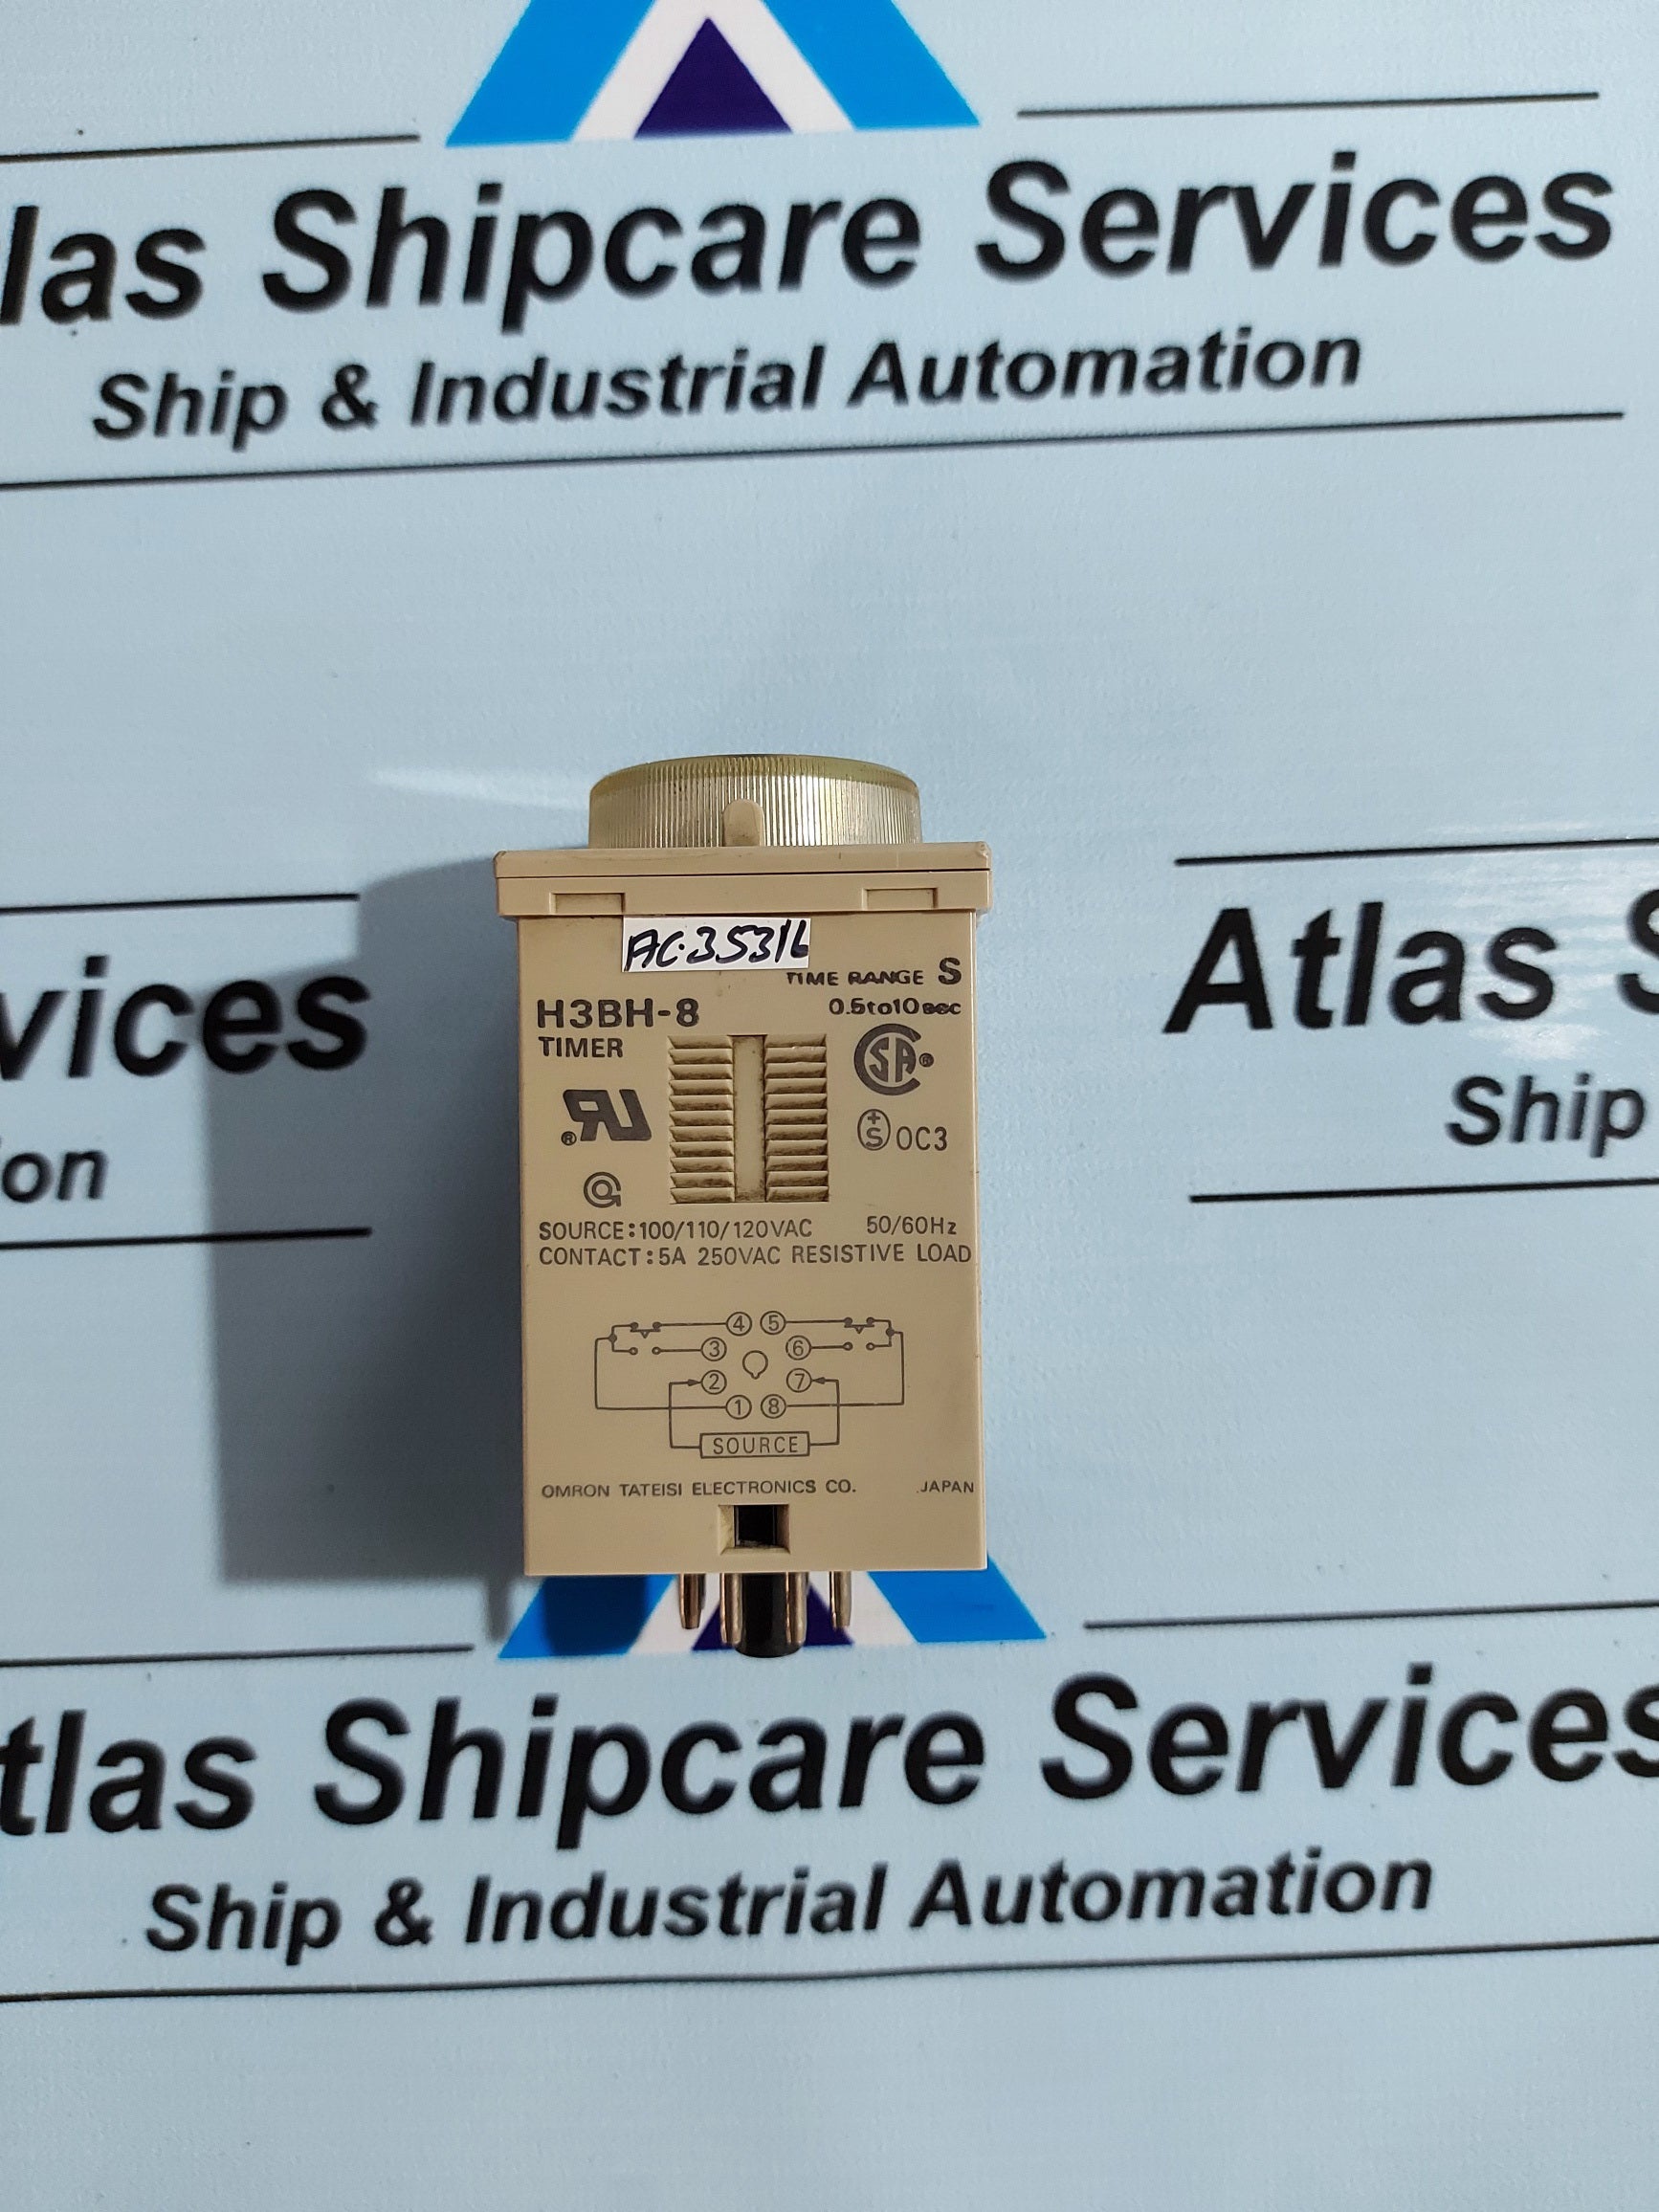 las Shipcare Services
Ship & Industrial Automation
vices
on
Atlas S
Ship
AC.35316
TIME RANGE S
H3BH-8 0.5to10sec
TIMER
SA®
RU®
S OC3
SOURCE:100/110/120VAC 50/60Hz
CONTACT:5A 250VAC RESISTIVE LOAD
4 5
3 6
2 7
1 8
SOURCE
OMRON TATEISI ELECTRONICS CO. JAPAN
tlas Shipcare Services
Ship & Industrial Automation